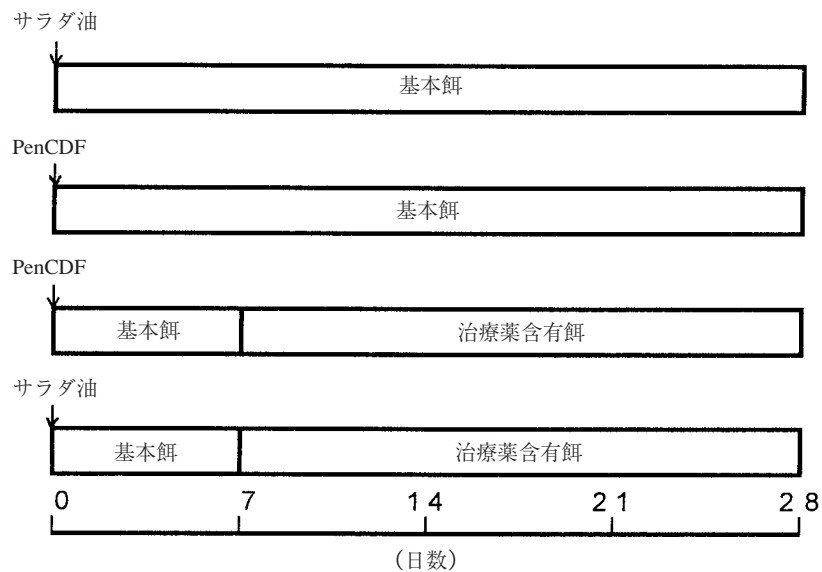 サラダ油
基本餌
PenCDF
基本餌
PenCDF
基本餌 治療薬含有餌
サラダ油
基本餌 治療薬含有餌
0 7 14 21 28
(日数)